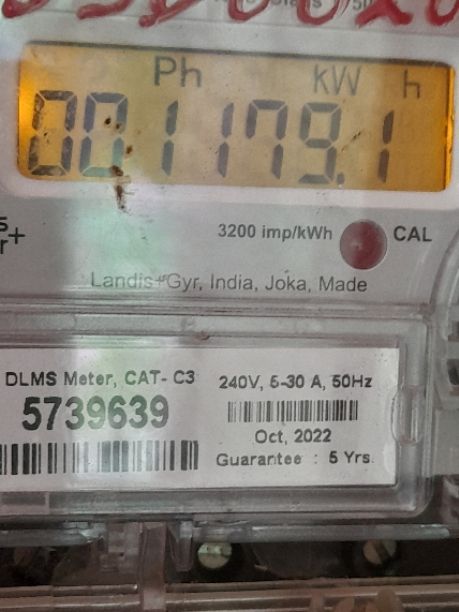 Ph kW h
001179.1
3200 imp/kWh CAL
Landis+Gyr, India, Joka, Made
DLMS Meter, CAT- C3
5739639
240V, 5-30 A, 50Hz
Oct, 2022
Guarantee : 5 Yrs.